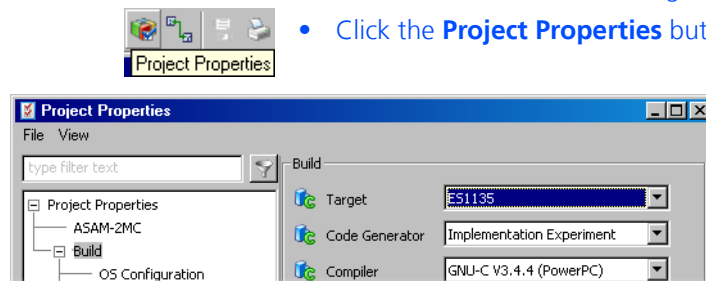 • Click the Project Properties but
Project Properties
Project Properties
File View
type filter text
Build
Project Properties
Target
ES1135
ASAM-2MC
Code Generator
Implementation Experiment
Build
OS Configuration
Compiler
GNU-C V3.4.4 (PowerPC)